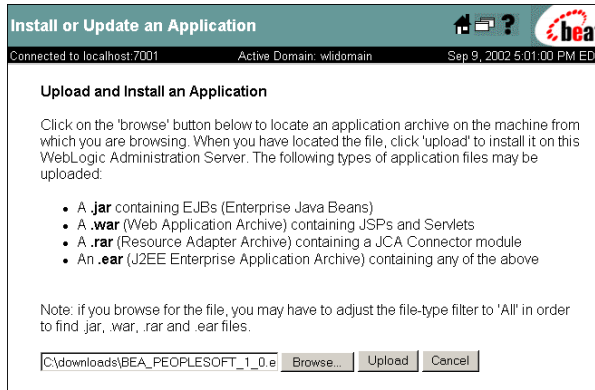 Install or Update an Application
?
bea
Connected to localhost:7001 Active Domain: wlidomain Sep 9, 2002 5:01:00 PM ED
Upload and Install an Application
Click on the 'browse' button below to locate an application archive on the machine from
which you are browsing. When you have located the file, click 'upload' to install it on this
WebLogic Administration Server. The following types of application files may be
uploaded:
• A .jar containing EJBs (Enterprise Java Beans)
• A .war (Web Application Archive) containing JSPs and Servlets
• A .rar (Resource Adapter Archive) containing a JCA Connector module
• An .ear (J2EE Enterprise Application Archive) containing any of the above
Note: if you browse for the file, you may have to adjust the file-type filter to 'All' in order
to find .jar, .war, .rar and .ear files.
C:\downloads\BEA_PEOPLESOFT_1_0.e Browse... Upload Cancel